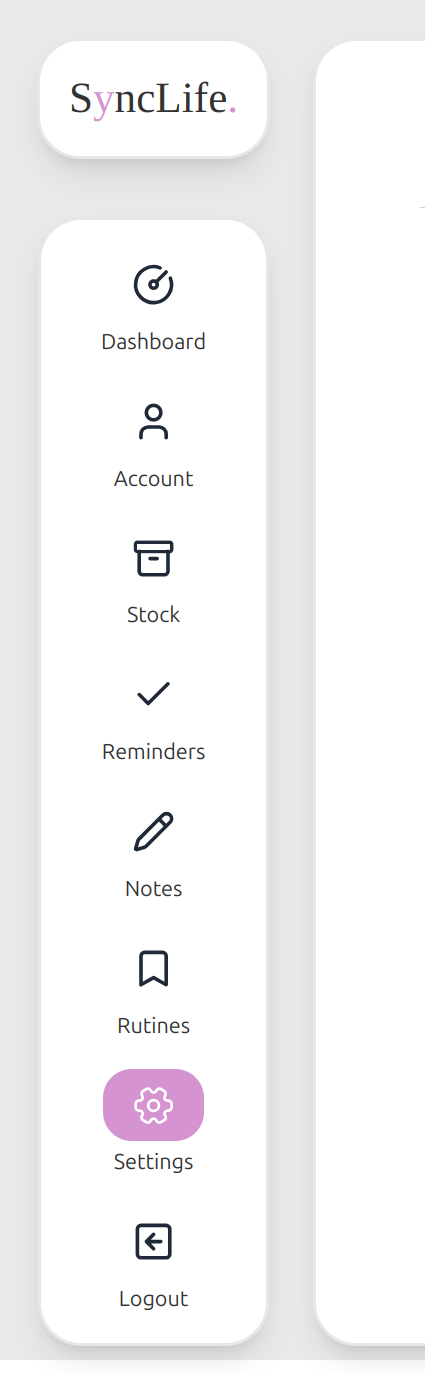 SyncLife.
Dashboard
Account
Stock
Reminders
Notes
Rutines
Settings
Logout